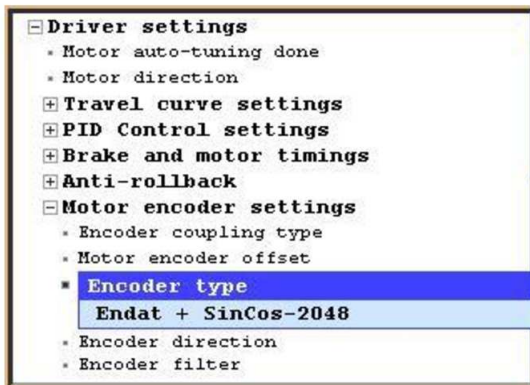 Driver settings
Motor auto-tuning done
Motor direction
Travel curve settings
PID Control settings
Brake and motor timings
Anti-rollback
Motor encoder settings
Encoder coupling type
Motor encoder offset
Encoder type
Endat + SinCos-2048
Encoder direction
Encoder filter